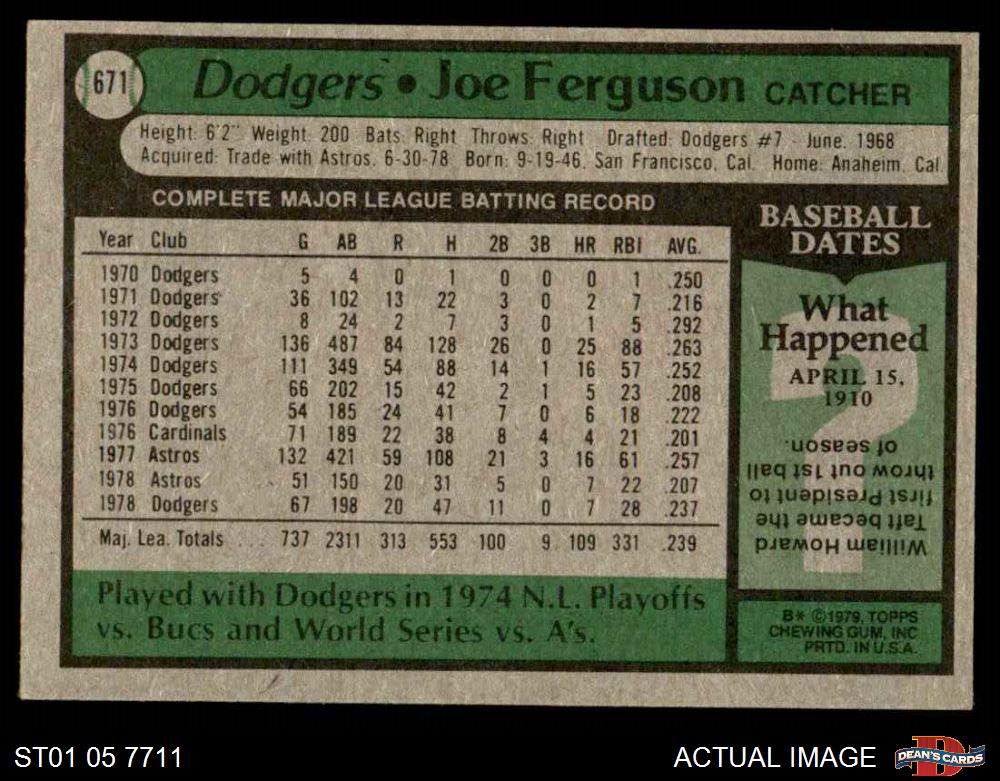 671
Dodgers • Joe Ferguson CATCHER
Height: 6'2" Weight: 200 Bats: Right Throws: Right Drafted: Dodgers #7 - June, 1968
Acquired: Trade with Astros, 6-30-78 Born: 9-19-46, San Francisco, Cal. Home: Anaheim, Cal.
COMPLETE MAJOR LEAGUE BATTING RECORD
Year Club G AB R H 2B 3B HR RBI AVG.
1970 Dodgers 5 4 0 1 0 0 0 1 .250
1971 Dodgers 36 102 13 22 3 0 2 7 .216
1972 Dodgers 8 24 2 7 3 0 1 5 .292
1973 Dodgers 136 487 84 128 26 0 25 88 .263
1974 Dodgers 111 349 54 88 14 1 16 57 .252
1975 Dodgers 66 202 15 42 2 1 5 23 .208
1976 Dodgers 54 185 24 41 7 0 6 18 .222
1976 Cardinals 71 189 22 38 8 4 4 21 .201
1977 Astros 132 421 59 108 21 3 16 61 .257
1978 Astros 51 150 20 31 5 0 7 22 .207
1978 Dodgers 67 198 20 47 11 0 7 28 .237
Maj. Lea. Totals ... 737 2311 313 553 100 9 109 331 .239
Played with Dodgers in 1974 N.L. Playoffs
vs. Bucs and World Series vs. A's.
BASEBALL
DATES
What
Happened
APRIL 15,
1910
William Howard
Taft became the
first President to
throw out 1st ball
of season.
B* ©1979, TOPPS
CHEWING GUM, INC
PRTD. IN U.S.A.
ST01 05 7711
ACTUAL IMAGE
D
DEAN'S CARDS